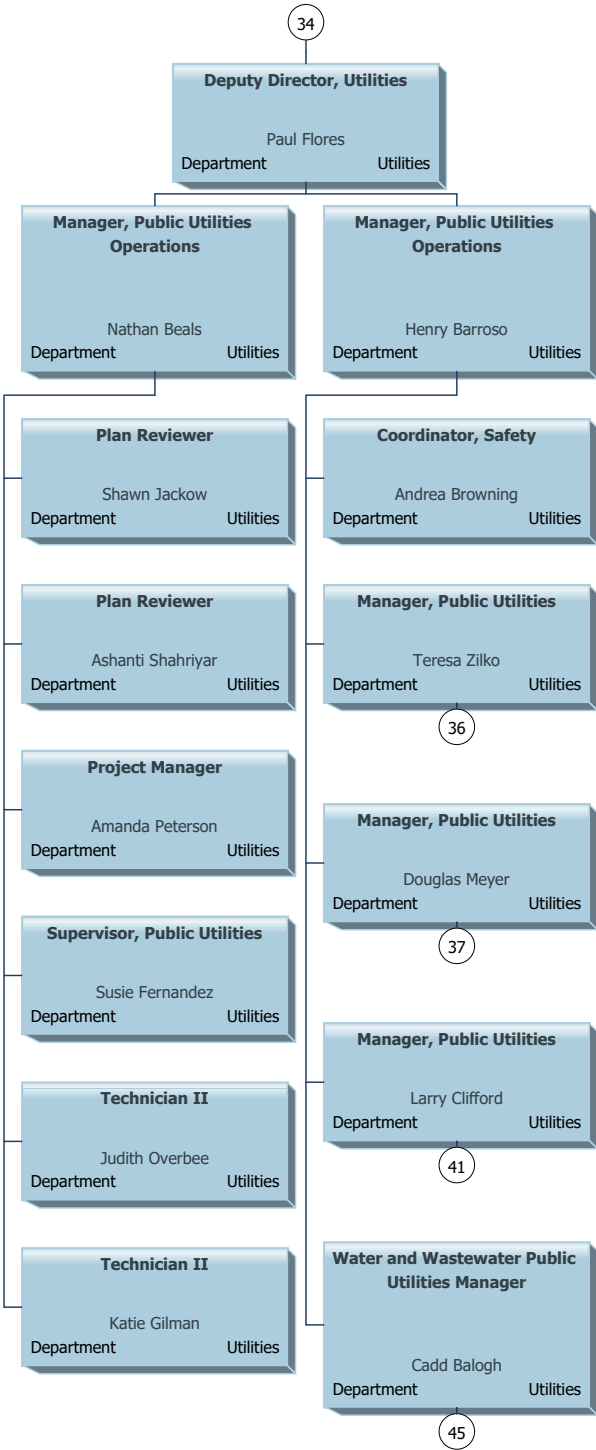 34
Deputy Director, Utilities
Paul Flores
Department Utilities
Manager, Public Utilities
Operations
Nathan Beals
Department Utilities
Manager, Public Utilities
Operations
Henry Barroso
Department Utilities
Plan Reviewer
Shawn Jackow
Department Utilities
Plan Reviewer
Ashanti Shahriyar
Department Utilities
Project Manager
Amanda Peterson
Department Utilities
Supervisor, Public Utilities
Susie Fernandez
Department Utilities
Technician II
Judith Overbee
Department Utilities
Technician II
Katie Gilman
Department Utilities
Coordinator, Safety
Andrea Browning
Department Utilities
Manager, Public Utilities
Teresa Zilko
Department Utilities
36
Manager, Public Utilities
Douglas Meyer
Department Utilities
37
Manager, Public Utilities
Larry Clifford
Department Utilities
41
Water and Wastewater Public
Utilities Manager
Cadd Balogh
Department Utilities
45